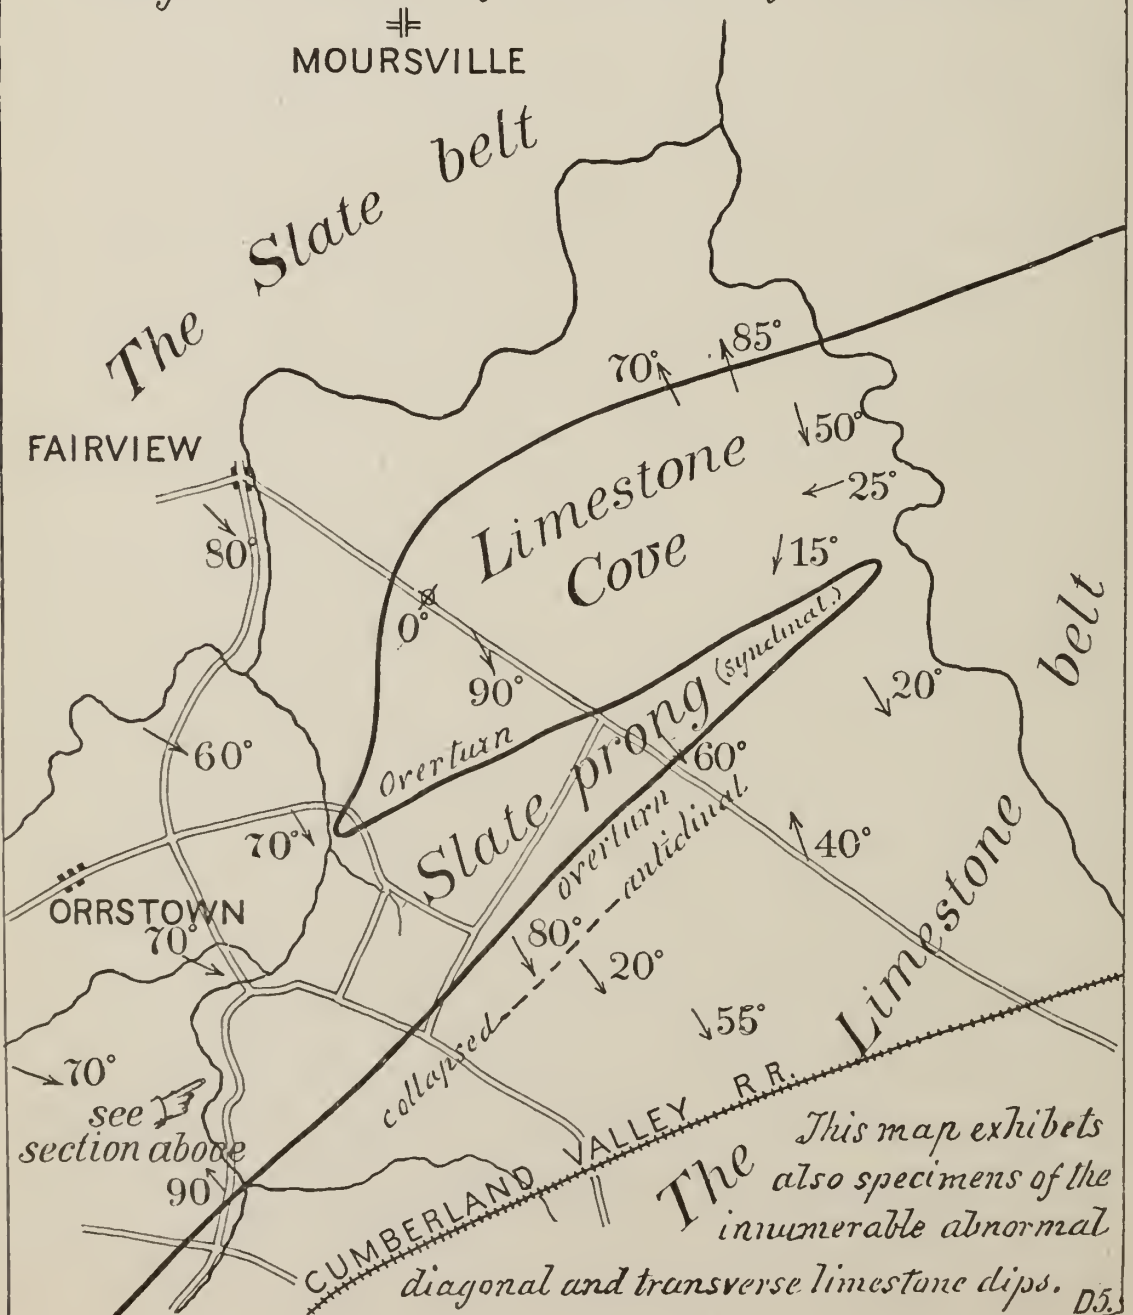 MOURSVILLE
The Slate belt
85°
70°
50°
FAIRVIEW
Limestone
Cove
25°
80°
15°
0°
90°
(synclinal.)
20°
belt
60°
Overturn
Slate prong
60°
70°
overturn
anticlinal
40°
ORRSTOWN
70°
80°
20°
Limestone
55°
collapsed
70°
see
section above
90
CUMBERLAND VALLEY R.R.
The
This map exhibets
also specimens of the
innumerable abnormal
diagonal and transverse limestone dips.
D5.